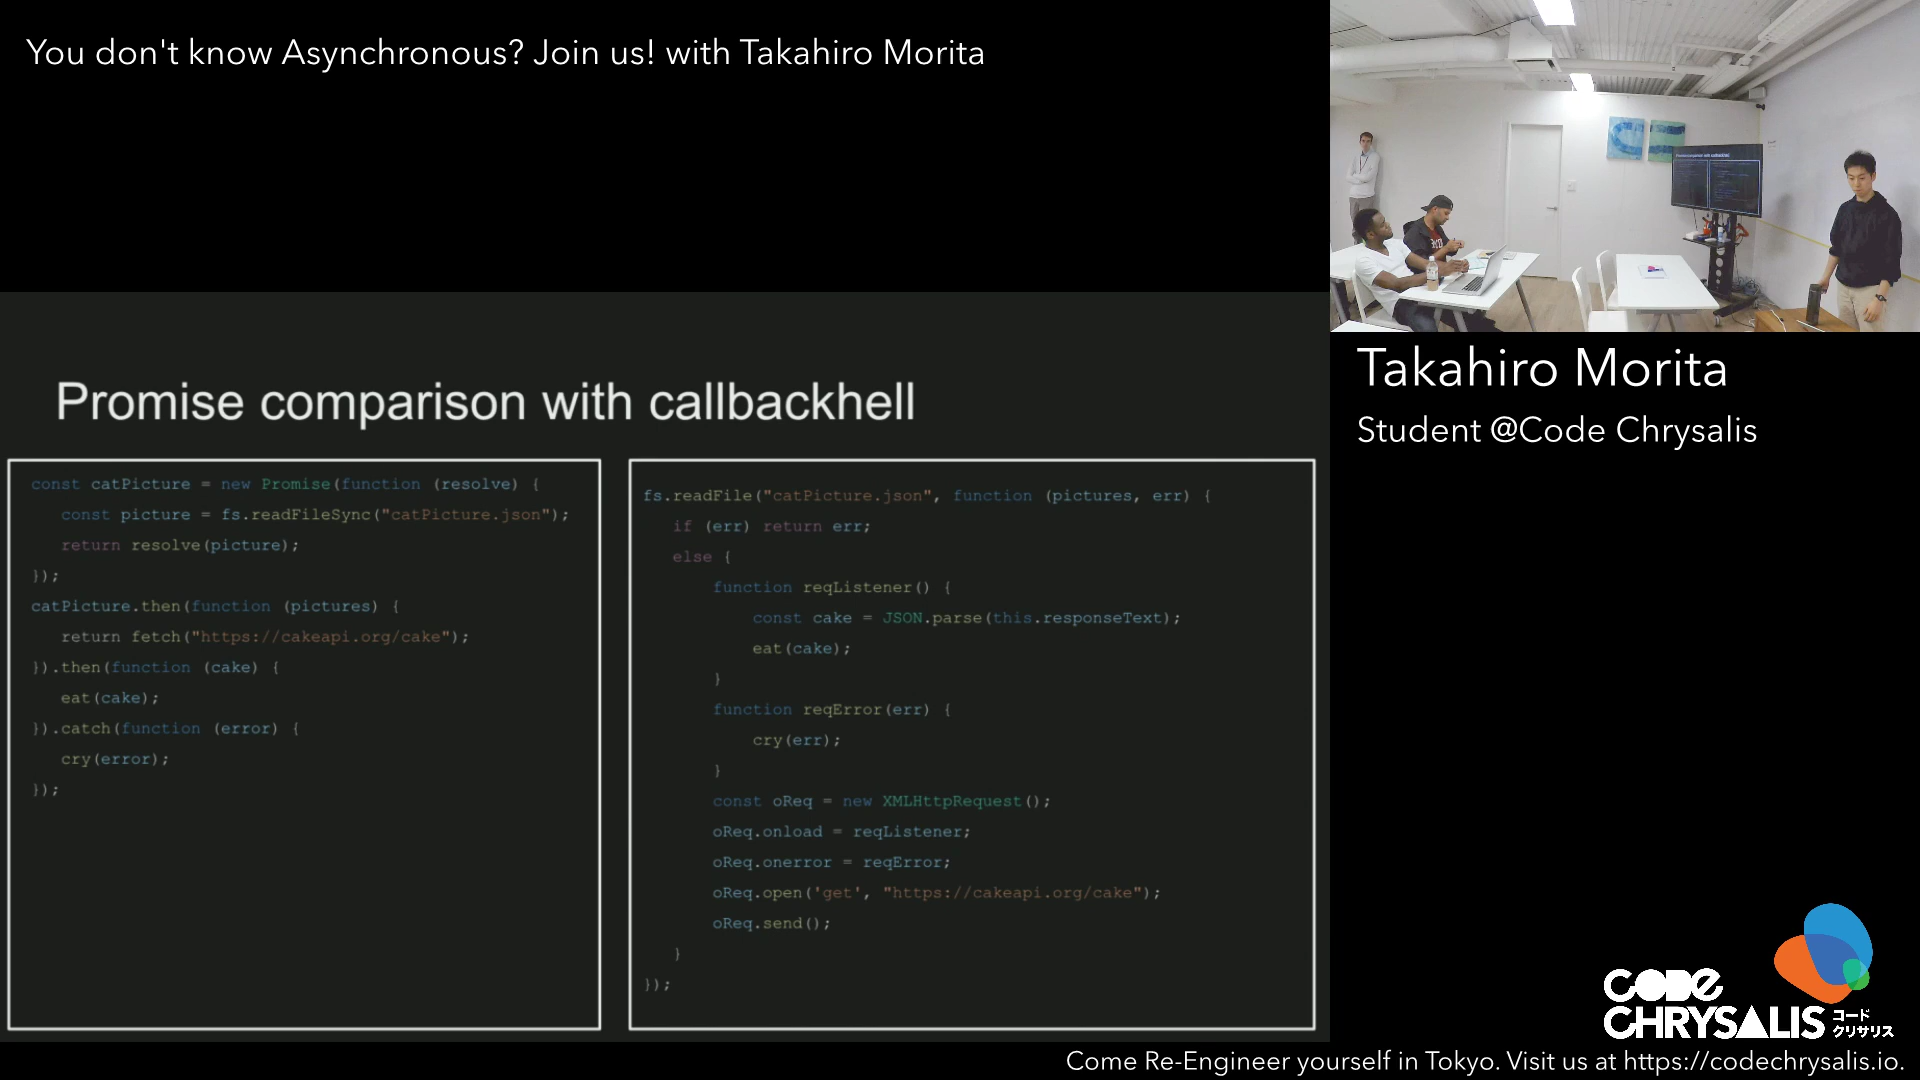 You don't know Asynchronous? Join us! with Takahiro Morita
Promise comparison with callbackhell
const catPicture = new Promise(function (resolve) {
const picture = fs.readFileSync("catPicture.json");
return resolve(picture);
});
catPicture.then(function (pictures) {
return fetch("https://cakeapi.org/cake");
}).then(function (cake) {
eat(cake);
}).catch(function (error) {
cry(error);
});
fs.readFile("catPicture.json", function (pictures, err) {
if (err) return err;
else {
function reqListener() {
const cake = JSON.parse(this.responseText);
eat(cake);
}
function reqError(err) {
cry(err);
}
const oReq = new XMLHttpRequest();
oReq.onload = reqListener;
oReq.onerror = reqError;
oReq.open('get', "https://cakeapi.org/cake");
oReq.send();
}
});
Takahiro Morita
Student @Code Chrysalis
CODE
CHRYSALIS
コード
クリサリス
Come Re-Engineer yourself in Tokyo. Visit us at https://codechrysalis.io.